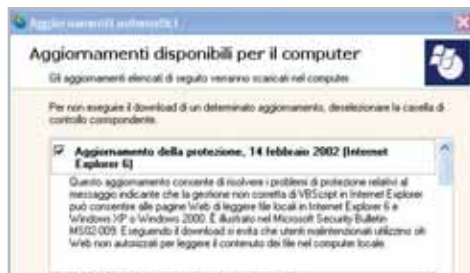 Aggiornamenti automatici
Aggiornamenti disponibili per il computer
Gli aggiornamenti elencati di seguito verranno scaricati nel computer.
Per non eseguire il download di un determinato aggiornamento, deselezionare la casella di
controllo corrispondente.
Aggiornamento della protezione, 14 febbraio 2002 (Internet
Explorer 6)
Questo aggiornamento consente di risolvere i problemi di protezione relativi al
messaggio indicante che la gestione non corretta di VBScript in Internet Explorer
può consentire alle pagine Web di leggere file locali in Internet Explorer 6 e
Windows XP o Windows 2000. È illustrato nel Microsoft Security Bulletin
MS02-009. Eseguendo il download si evita che utenti malintenzionati utilizzino siti
Web non autorizzati per leggere il contenuto dei file nel computer locale.